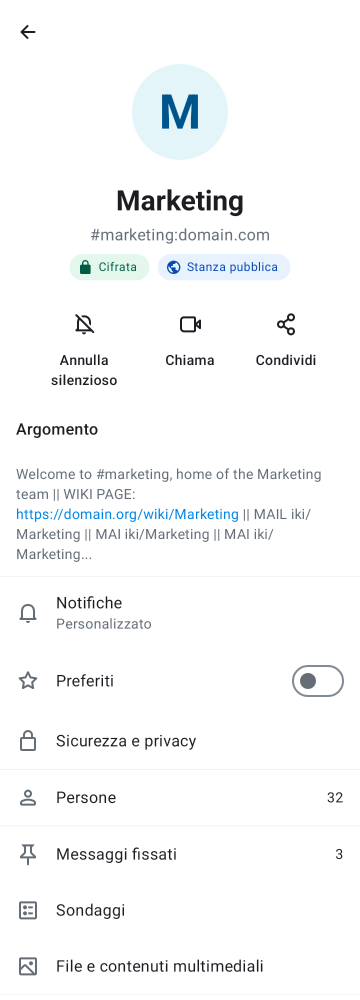 M
Marketing
#marketing:domain.com
Cifrata
Stanza pubblica
Annulla
silenzioso
Chiama
Condividi
Argomento
Welcome to #marketing, home of the Marketing
team || WIKI PAGE:
https://domain.org/wiki/Marketing || MAIL iki/
Marketing || MAI iki/Marketing || MAI iki/
Marketing...
Notifiche
Personalizzato
Preferiti
Sicurezza e privacy
Persone
32
Messaggi fissati
3
Sondaggi
File e contenuti multimediali